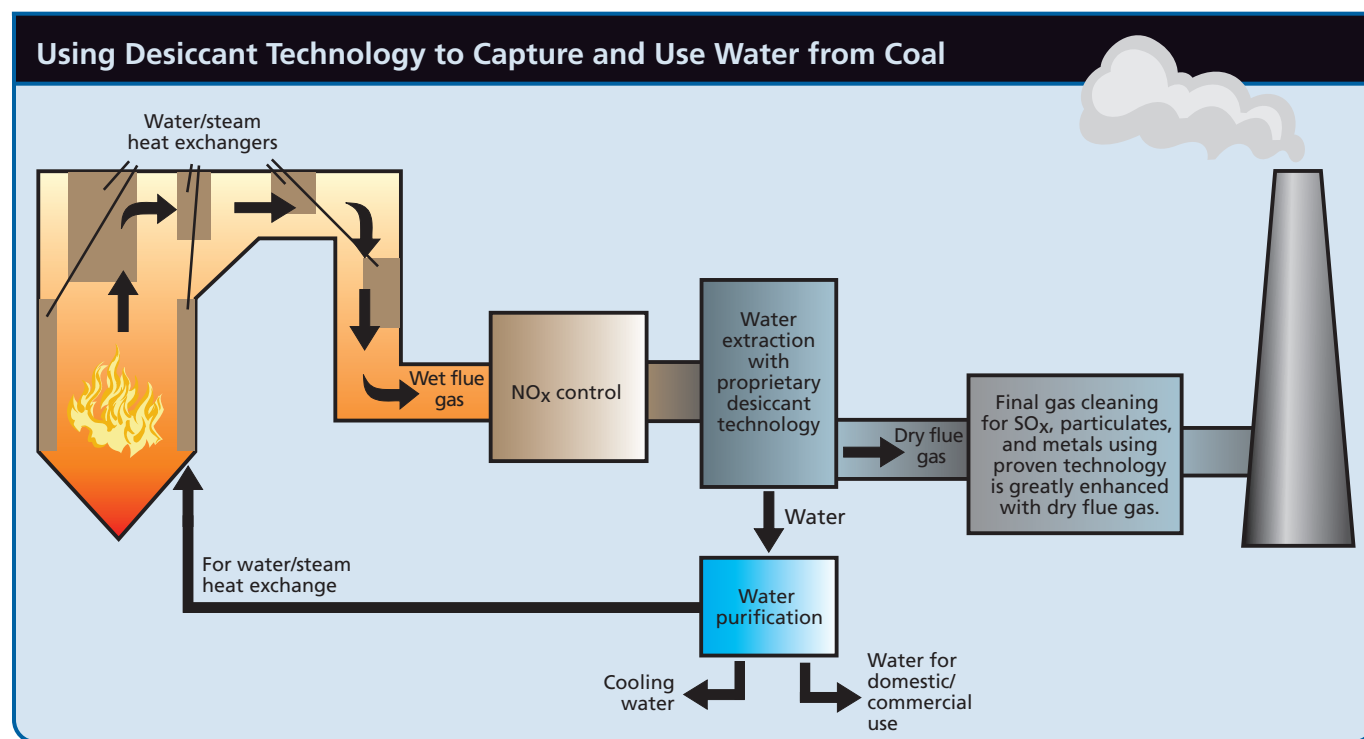 Using Desiccant Technology to Capture and Use Water from Coal
Water/steam
heat exchangers
Wet flue
gas
NOx control
Water
extraction
with
proprietary
desiccant
technology
Dry flue
gas
Final gas cleaning
for SOx, particulates,
and metals using
proven technology
is greatly enhanced
with dry flue gas.
Water
For water/steam
heat exchange
Water
purification
Cooling
water
Water for
domestic/
commercial
use